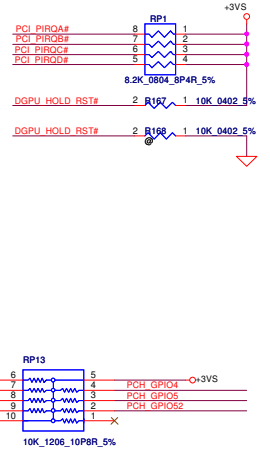 +3VS
RP1
PCI_PIRQA# 8 1
PCI_PIRQB# 7 2
PCI_PIRQC# 6 3
PCI_PIRQD# 5 4
8.2K_0804_8P4R_5%
DGPU_HOLD_RST# 2 R167 1 10K_0402_5%
DGPU_HOLD_RST# 2 R168 1 10K_0402_5%
@
RP13
6 5 +3VS
7 4 PCH_GPIO4
8 3 PCH_GPIO5
9 2 PCH_GPIO52
10 1
10K_1206_10P8R_5%